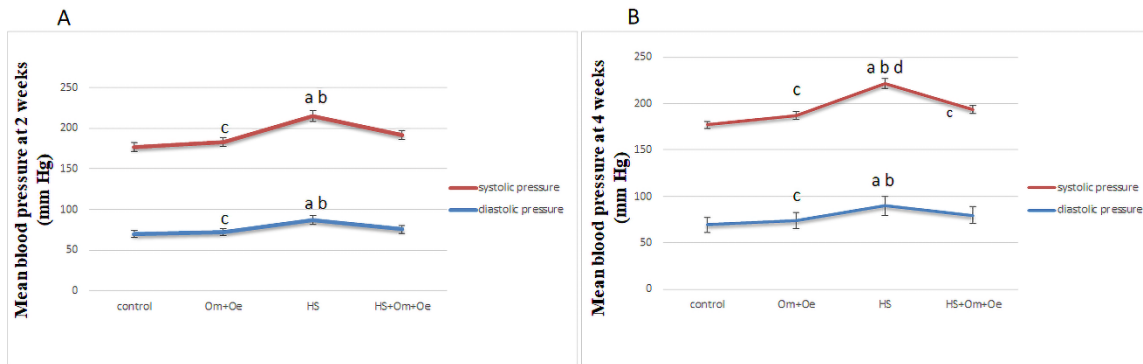 A
Mean blood pressure at 2 weeks
(mm Hg)
250
200
150
100
50
0
a b
c
a b
c
control
Om+Oe
HS
HS+Om+Oe
systolic pressure
diastolic pressure
B
Mean blood pressure at 4 weeks
(mm Hg)
250
200
150
100
50
0
a b d
c
c
a b
c
control
Om+Oe
HS
HS+Om+Oe
systolic pressure
diastolic pressure